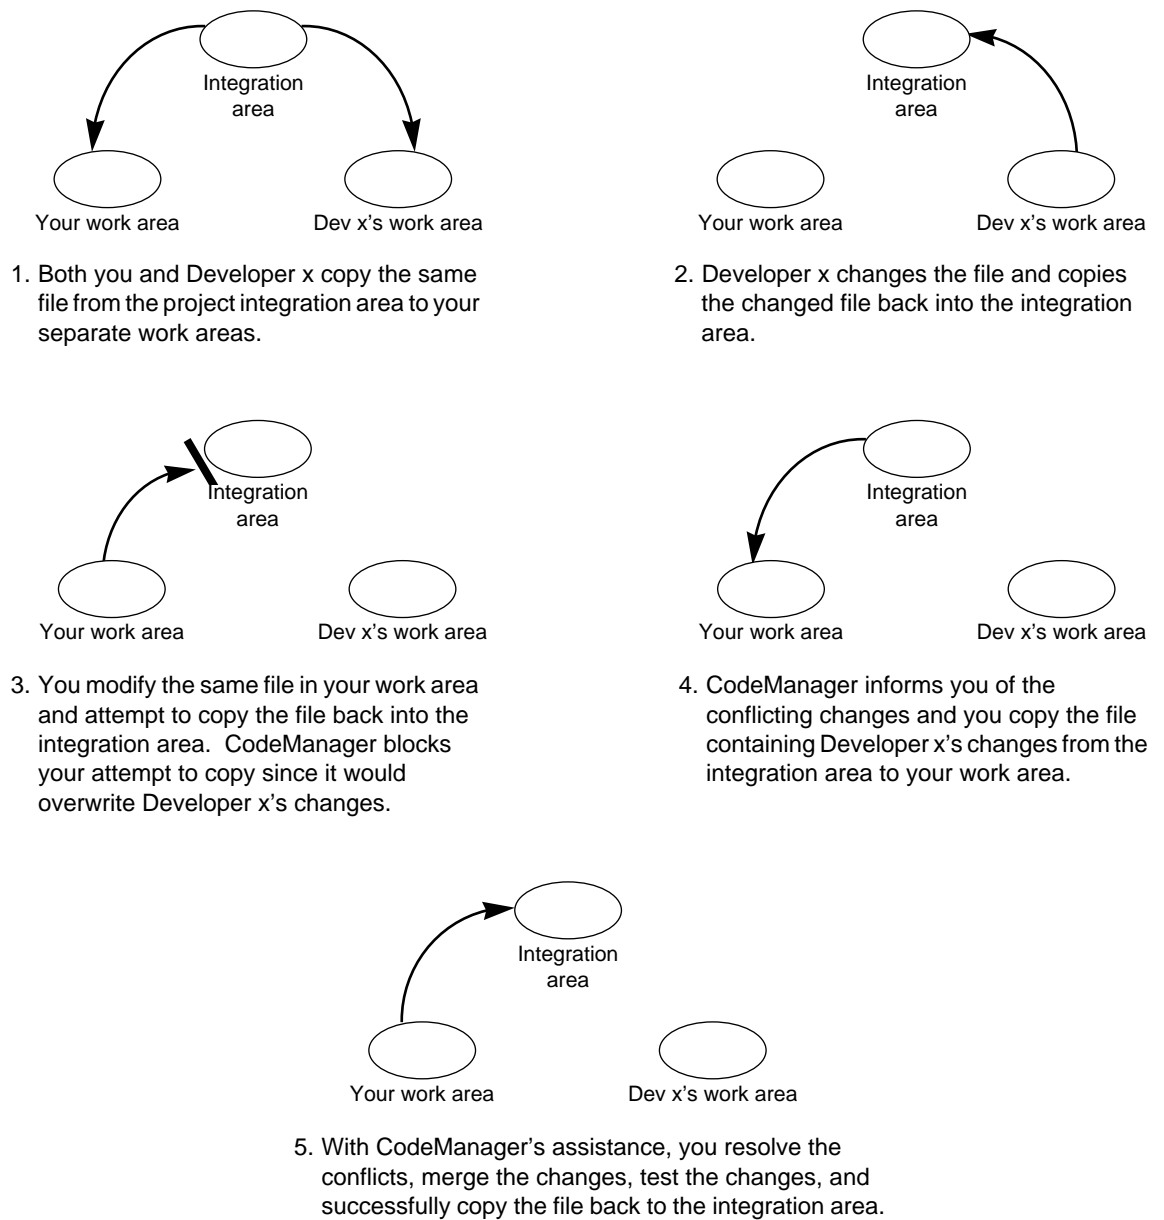 Integration
area
Your work area
Dev x's work area
1. Both you and Developer x copy the same
file from the project integration area to your
separate work areas.
Integration
area
Your work area
Dev x's work area
2. Developer x changes the file and copies
the changed file back into the integration
area.
Integration
area
Your work area
Dev x's work area
3. You modify the same file in your work area
and attempt to copy the file back into the
integration area.  CodeManager blocks
your attempt to copy since it would
overwrite Developer x's changes.
Integration
area
Your work area
Dev x's work area
4. CodeManager informs you of the
conflicting changes and you copy the file
containing Developer x's changes from the
integration area to your work area.
Integration
area
Your work area
Dev x's work area
5. With CodeManager's assistance, you resolve the
conflicts, merge the changes, test the changes, and
successfully copy the file back to the integration area.